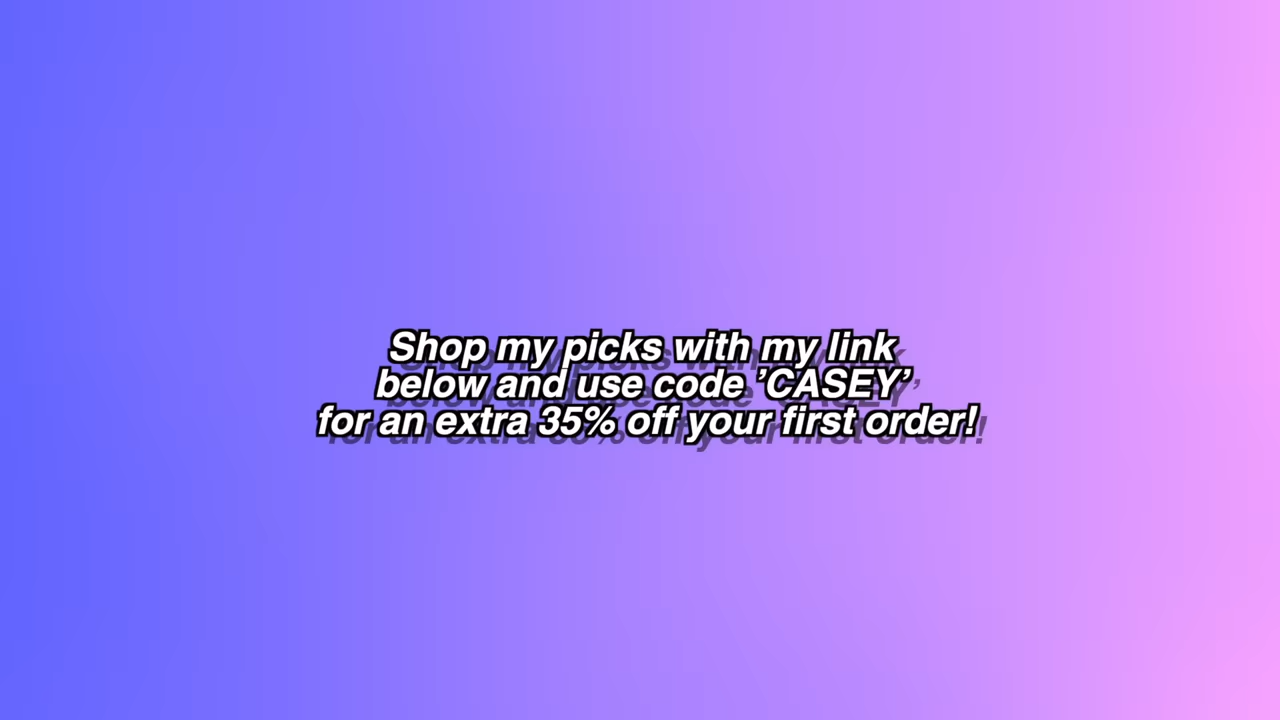 Shop my picks with my link
below and use code ’CASEY’
for an extra 35% off your first order!